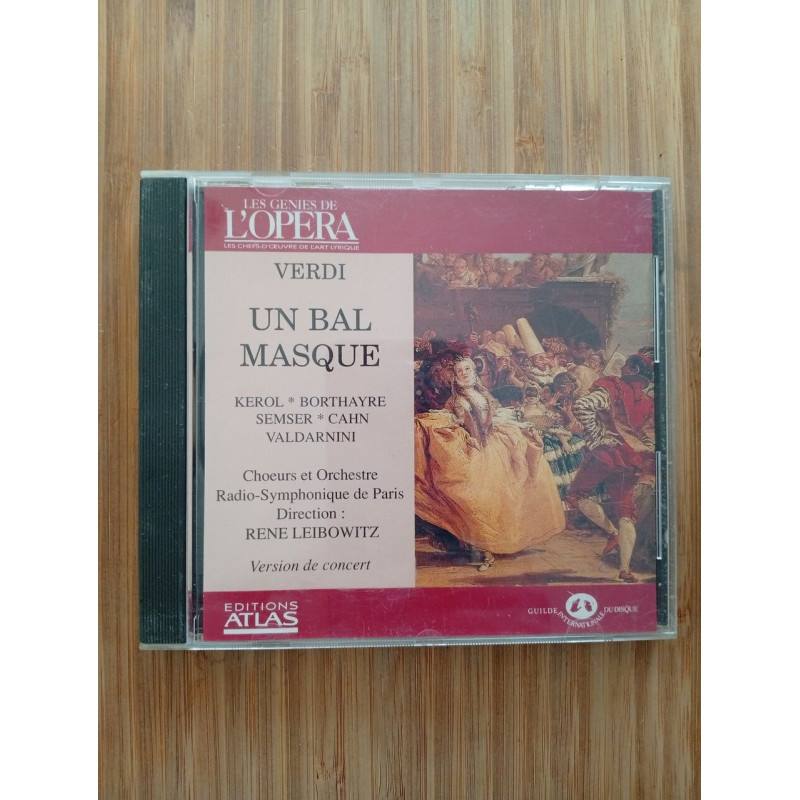 LES GENIES DE
L'OPERA
LES CHEFS-D'ŒUVRE DE L'ART LYRIQUE
VERDI
UN BAL
MASQUE
KEROL * BORTHAYRE
SEMSER * CAHN
VALDARNINI
Choeurs et Orchestre
Radio-Symphonique de Paris
Direction :
RENE LEIBOWITZ
Version de concert
EDITIONS
ATLAS
GUILDE INTERNATIONALE DU DISQUE